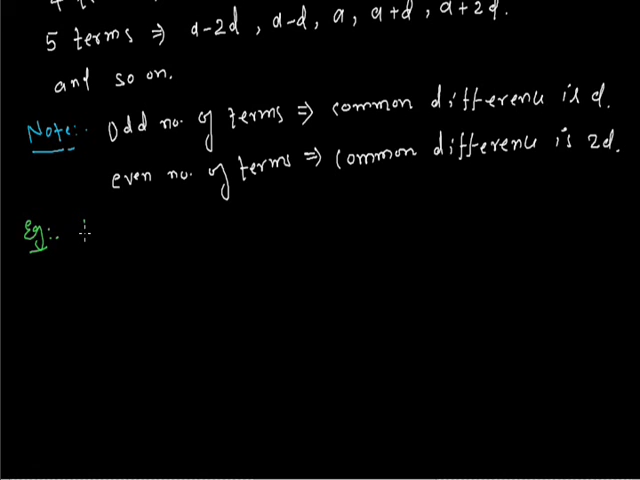 5 terms ⇒ a-2d, a-d, a, a+d, a+2d.
and so on.
Note:. Odd no. of terms ⇒ common difference is d.
even no. of terms ⇒ common difference is 2d.
Eg:.